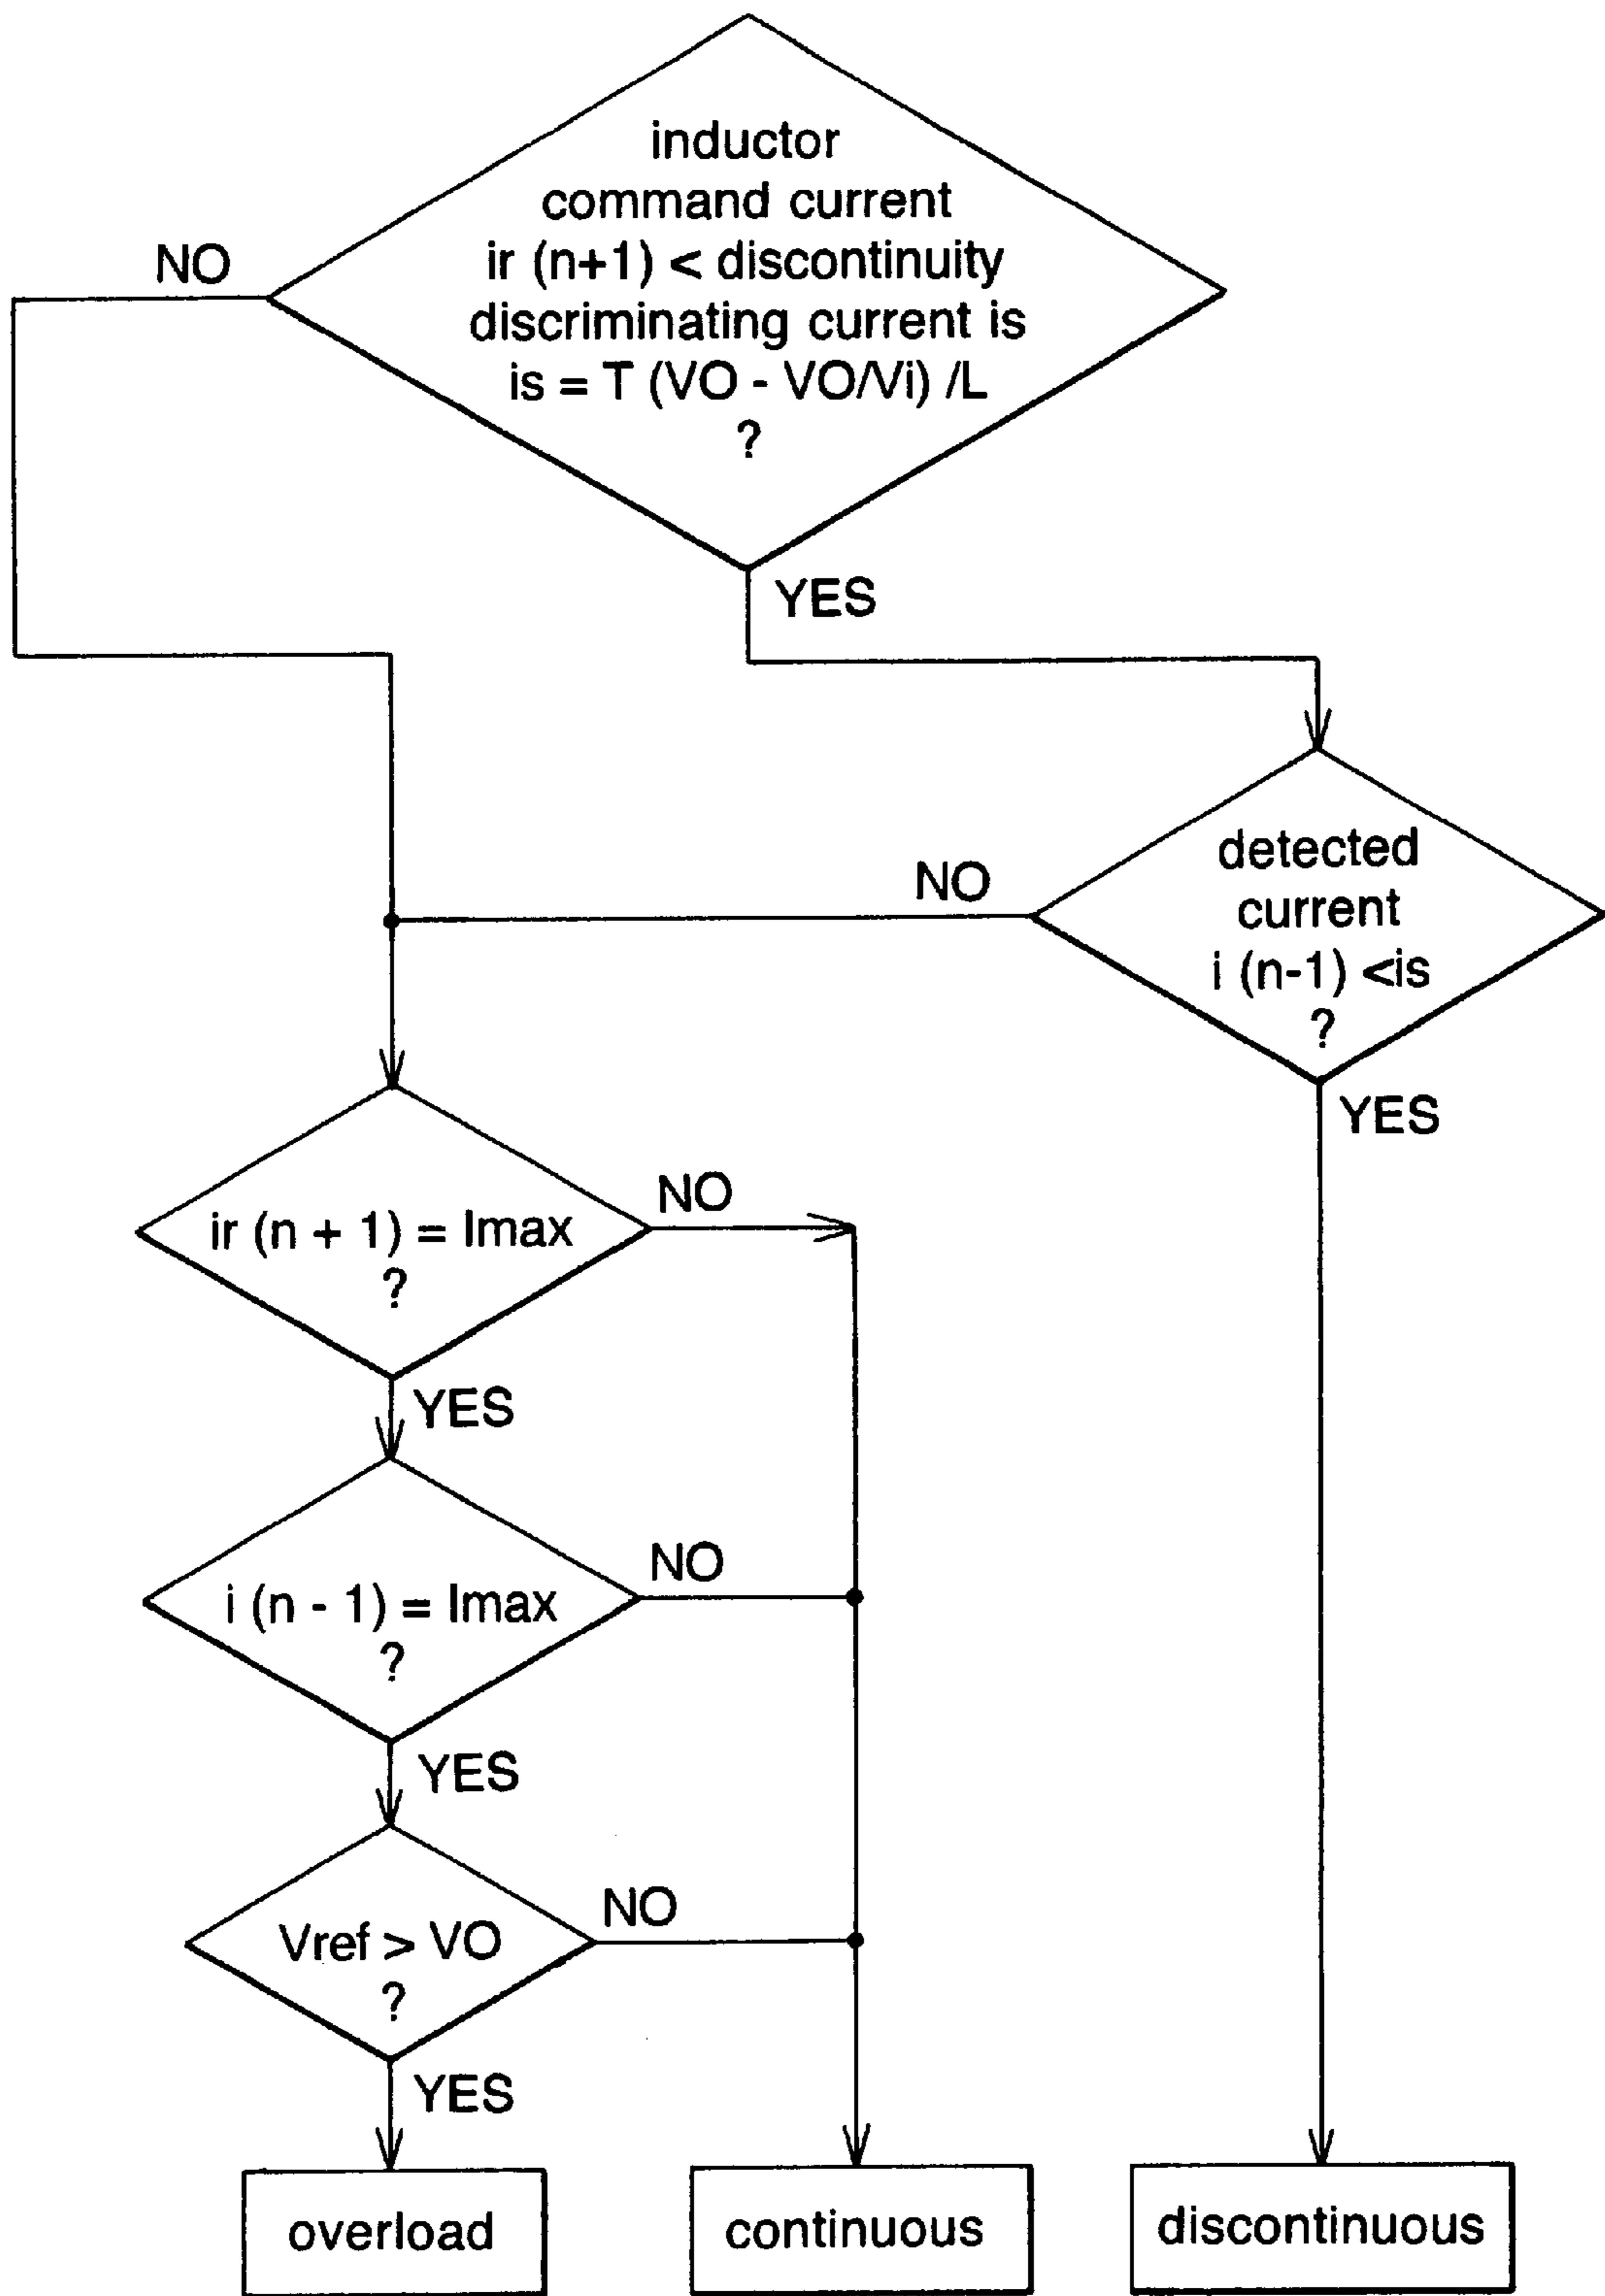 inductor
command current
ir (n+1) < discontinuity
discriminating current is
is = T (VO - VO/Vi) /L
?
NO
YES
detected
current
i (n-1) <is
?
NO
YES
ir (n + 1) = Imax
?
NO
YES
i (n - 1) = Imax
?
NO
YES
Vref > VO
?
NO
YES
overload
continuous
discontinuous